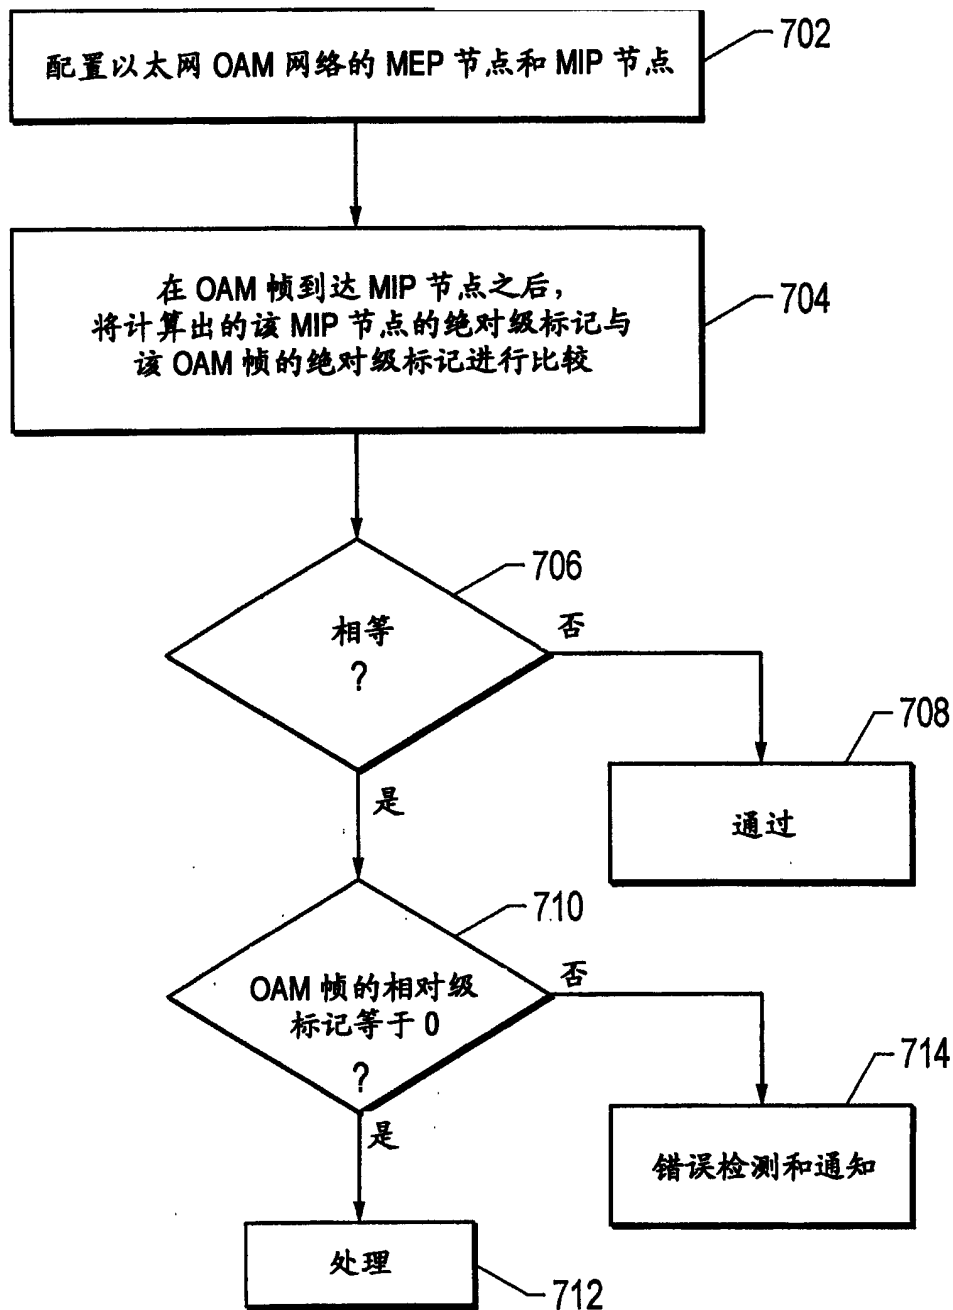 配置以太网 OAM 网络的 MEP 节点和 MIP 节点
702
在 OAM 帧到达 MIP 节点之后，
将计算出的该 MIP 节点的绝对级标记与
该 OAM 帧的绝对级标记进行比较
704
相等
?
706
否
通过
708
是
OAM 帧的相对级
标记等于 0
?
710
否
错误检测和通知
714
是
处理
712